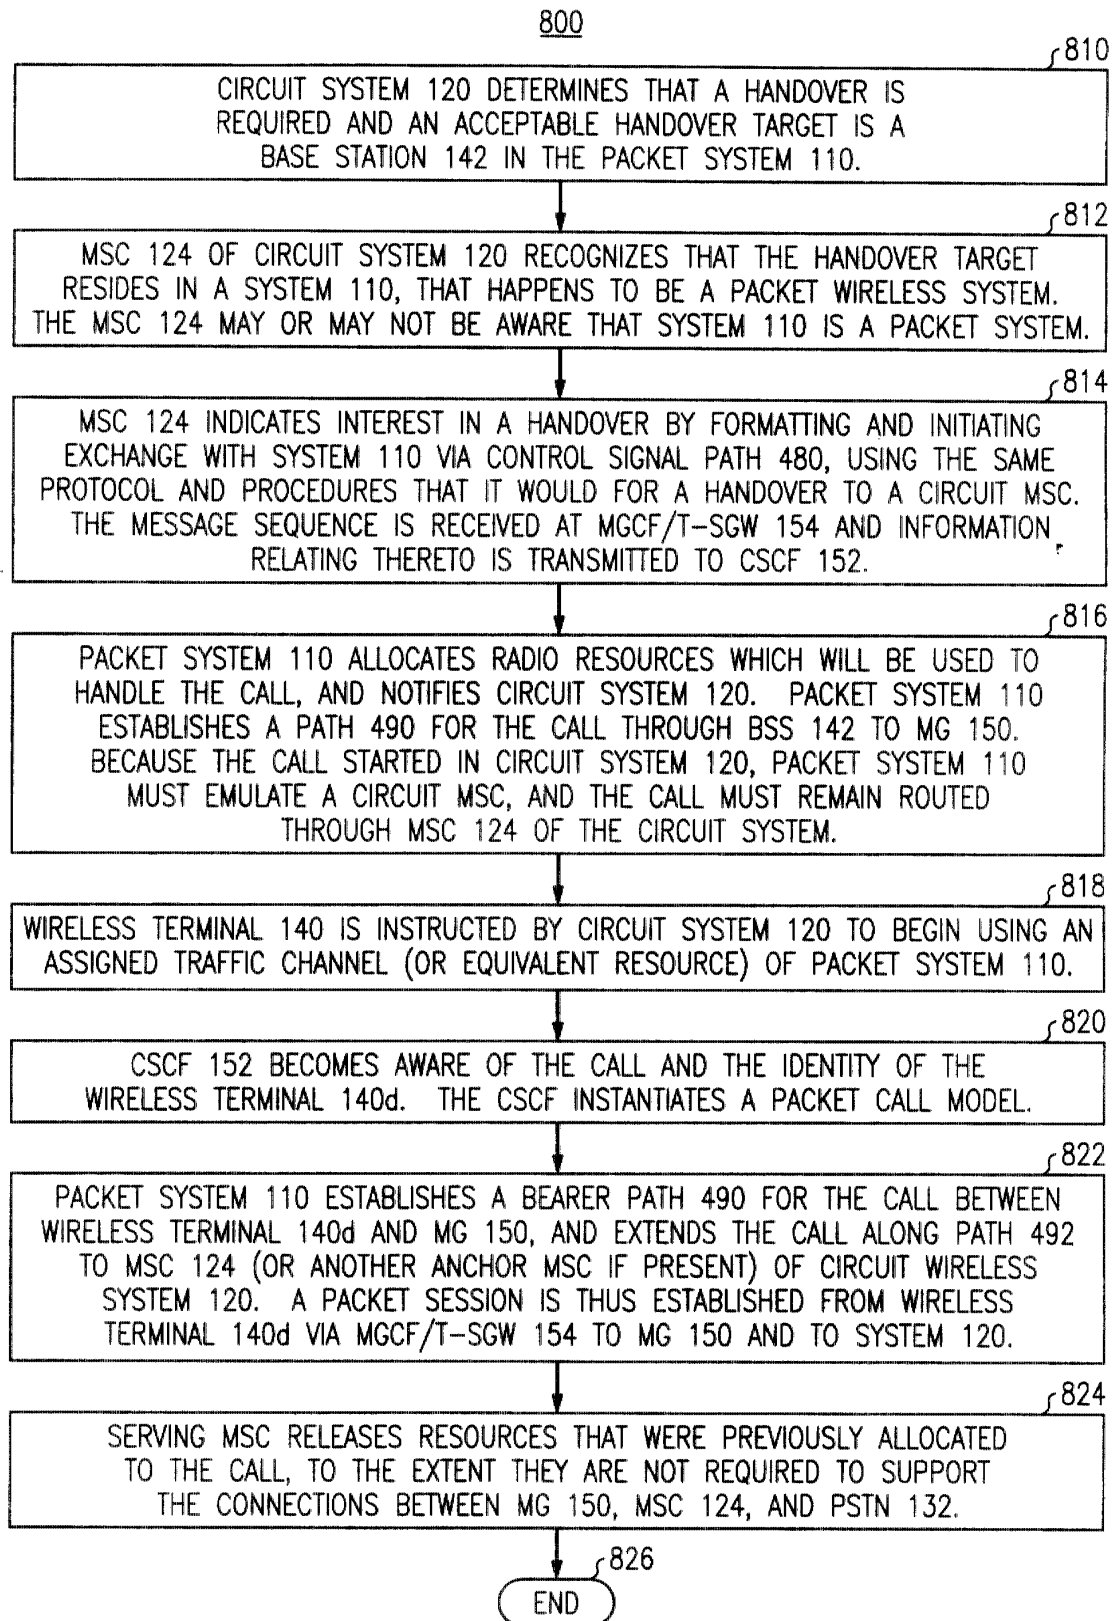 800
810
CIRCUIT SYSTEM 120 DETERMINES THAT A HANDOVER IS
REQUIRED AND AN ACCEPTABLE HANDOVER TARGET IS A
BASE STATION 142 IN THE PACKET SYSTEM 110.
812
MSC 124 OF CIRCUIT SYSTEM 120 RECOGNIZES THAT THE HANDOVER TARGET
RESIDES IN A SYSTEM 110, THAT HAPPENS TO BE A PACKET WIRELESS SYSTEM.
THE MSC 124 MAY OR MAY NOT BE AWARE THAT SYSTEM 110 IS A PACKET SYSTEM.
814
MSC 124 INDICATES INTEREST IN A HANDOVER BY FORMATTING AND INITIATING
EXCHANGE WITH SYSTEM 110 VIA CONTROL SIGNAL PATH 480, USING THE SAME
PROTOCOL AND PROCEDURES THAT IT WOULD FOR A HANDOVER TO A CIRCUIT MSC.
THE MESSAGE SEQUENCE IS RECEIVED AT MGCF/T-SGW 154 AND INFORMATION
RELATING THERETO IS TRANSMITTED TO CSCF 152.
816
PACKET SYSTEM 110 ALLOCATES RADIO RESOURCES WHICH WILL BE USED TO
HANDLE THE CALL, AND NOTIFIES CIRCUIT SYSTEM 120. PACKET SYSTEM 110
ESTABLISHES A PATH 490 FOR THE CALL THROUGH BSS 142 TO MG 150.
BECAUSE THE CALL STARTED IN CIRCUIT SYSTEM 120, PACKET SYSTEM 110
MUST EMULATE A CIRCUIT MSC, AND THE CALL MUST REMAIN ROUTED
THROUGH MSC 124 OF THE CIRCUIT SYSTEM.
818
WIRELESS TERMINAL 140 IS INSTRUCTED BY CIRCUIT SYSTEM 120 TO BEGIN USING AN
ASSIGNED TRAFFIC CHANNEL (OR EQUIVALENT RESOURCE) OF PACKET SYSTEM 110.
820
CSCF 152 BECOMES AWARE OF THE CALL AND THE IDENTITY OF THE
WIRELESS TERMINAL 140d. THE CSCF INSTANTIATES A PACKET CALL MODEL.
822
PACKET SYSTEM 110 ESTABLISHES A BEARER PATH 490 FOR THE CALL BETWEEN
WIRELESS TERMINAL 140d AND MG 150, AND EXTENDS THE CALL ALONG PATH 492
TO MSC 124 (OR ANOTHER ANCHOR MSC IF PRESENT) OF CIRCUIT WIRELESS
SYSTEM 120. A PACKET SESSION IS THUS ESTABLISHED FROM WIRELESS
TERMINAL 140d VIA MGCF/T-SGW 154 TO MG 150 AND TO SYSTEM 120.
824
SERVING MSC RELEASES RESOURCES THAT WERE PREVIOUSLY ALLOCATED
TO THE CALL, TO THE EXTENT THEY ARE NOT REQUIRED TO SUPPORT
THE CONNECTIONS BETWEEN MG 150, MSC 124, AND PSTN 132.
826
END